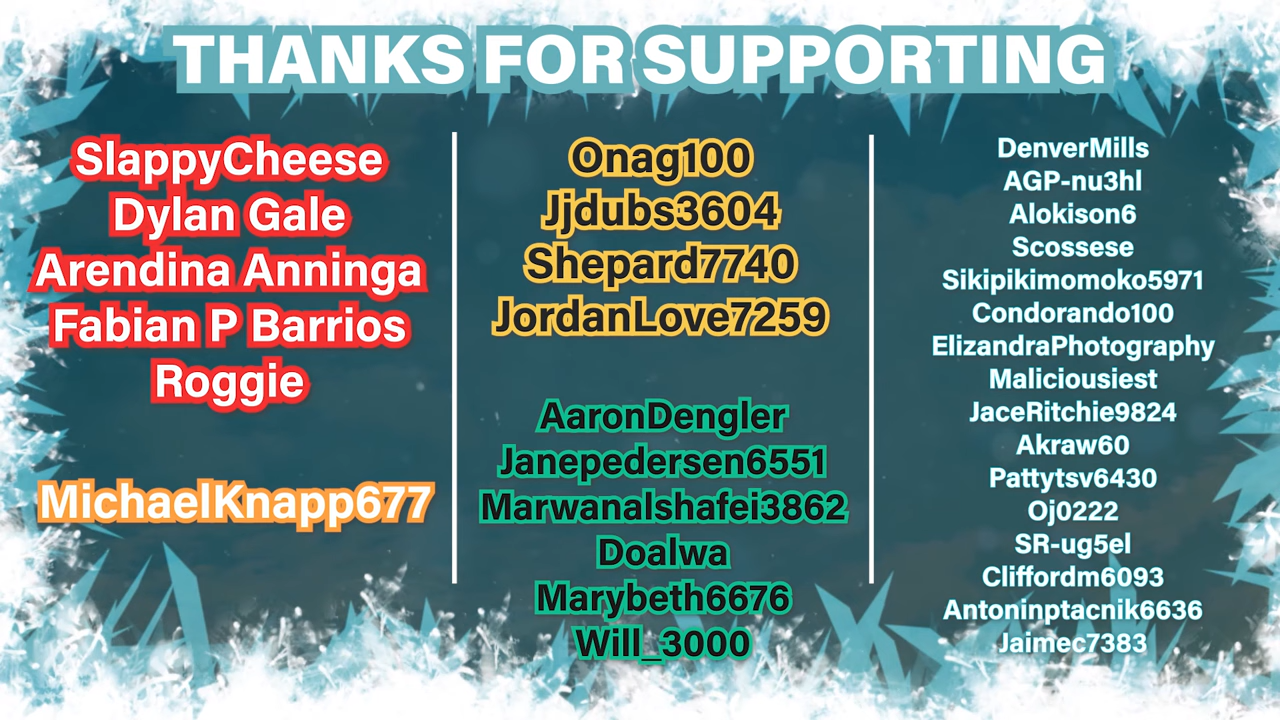 THANKS FOR SUPPORTING
SlappyCheese
Dylan Gale
Arendina Anninga
Fabian P Barrios
Roggie
MichaelKnapp677
Onag100
Jjdubs3604
Shepard7740
JordanLove7259
AaronDengler
Janepedersen6551
Marwanalshafei3862
Doalwa
Marybeth6676
Will_3000
DenverMills
AGP-nu3hl
Alokison6
Scossese
Sikipikimomoko5971
Condorando100
ElizandraPhotography
Maliciousiest
JaceRitchie9824
Akraw60
Pattytsv6430
Oj0222
SR-ug5el
Cliffordm6093
Antoninptacnik6636
Jaimec7383